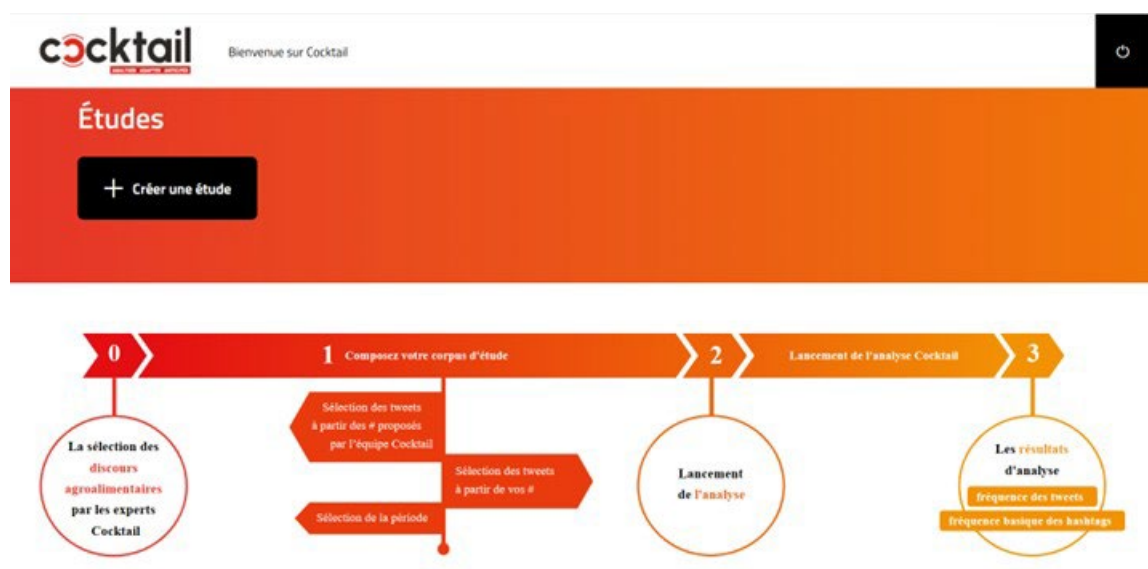 cocktail
ANALYSER ADAPTER ANTICIPER
Bienvenue sur Cocktail
Études
+ Créer une étude
0
1 Composez votre corpus d'étude
2
Lancement de l'analyse Cocktail
3
La sélection des
discours
agroalimentaires
par les experts
Cocktail
Sélection des tweets
à partir des # proposés
par l'équipe Cocktail
Sélection des tweets
à partir de vos #
Sélection de la période
Lancement
de l'analyse
Les résultats
d'analyse
fréquence des tweets
fréquence basique des hashtags